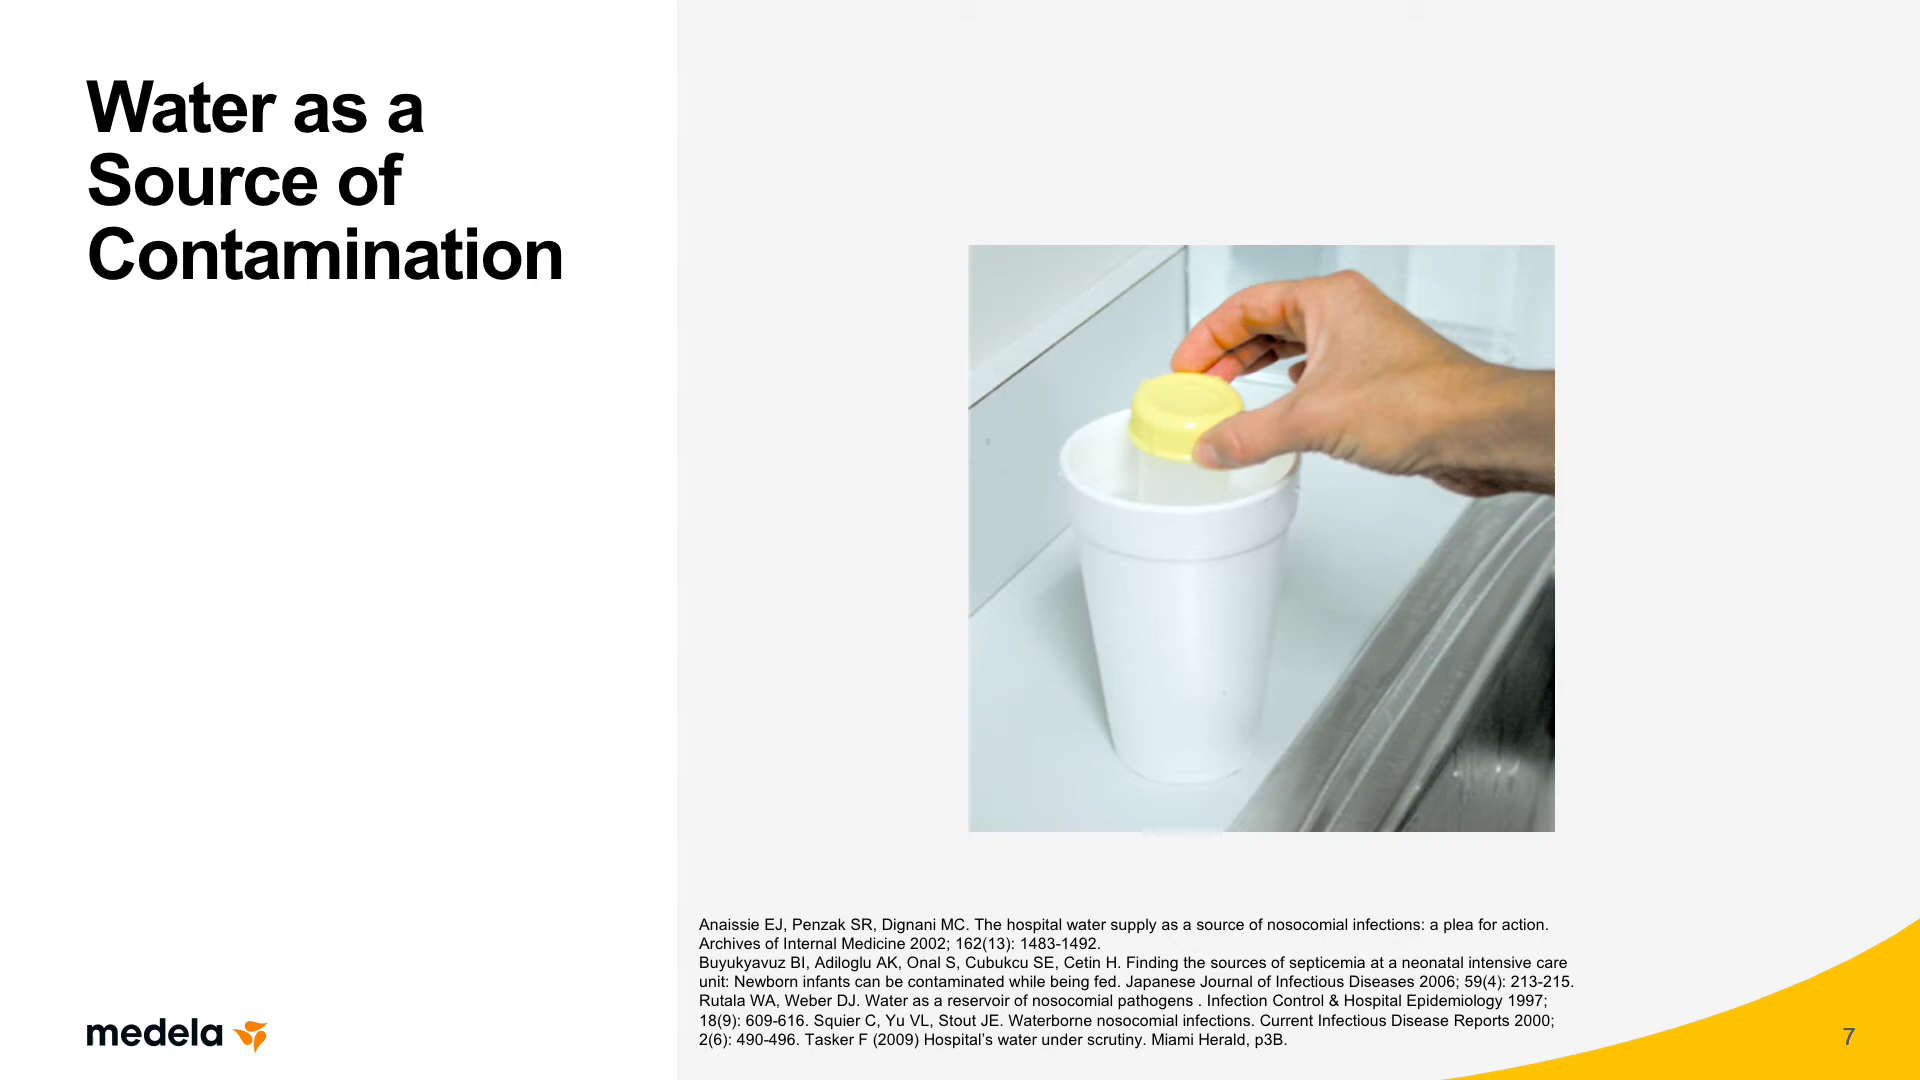 Water as a
Source of
Contamination
Anaissie EJ, Penzak SR, Dignani MC. The hospital water supply as a source of nosocomial infections: a plea for action.
Archives of Internal Medicine 2002; 162(13): 1483-1492.
Buyukyavuz BI, Adiloglu AK, Onal S, Cubukcu SE, Cetin H. Finding the sources of septicemia at a neonatal intensive care
unit: Newborn infants can be contaminated while being fed. Japanese Journal of Infectious Diseases 2006; 59(4): 213-215.
Rutala WA, Weber DJ. Water as a reservoir of nosocomial pathogens . Infection Control & Hospital Epidemiology 1997;
18(9): 609-616. Squier C, Yu VL, Stout JE. Waterborne nosocomial infections. Current Infectious Disease Reports 2000;
2(6): 490-496. Tasker F (2009) Hospital’s water under scrutiny. Miami Herald, p3B.
medela
7